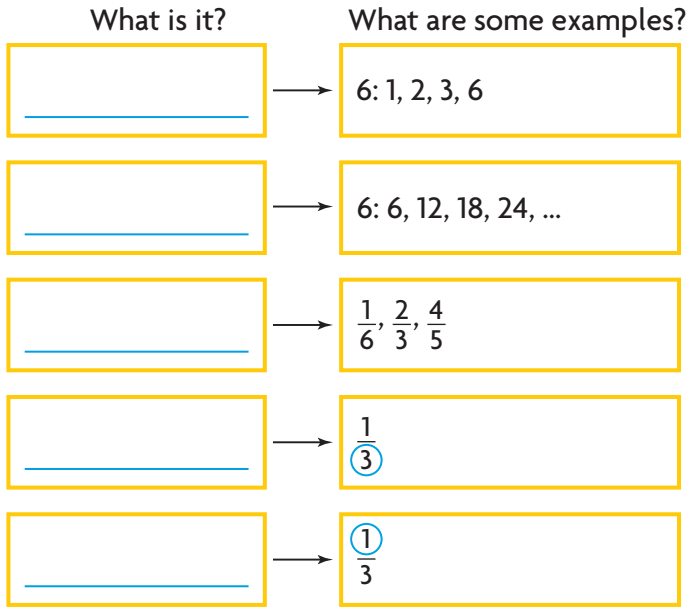 What is it? What are some examples?
6: 1, 2, 3, 6
6: 6, 12, 18, 24, ...
1/6, 2/3, 4/5
1/3
1/3